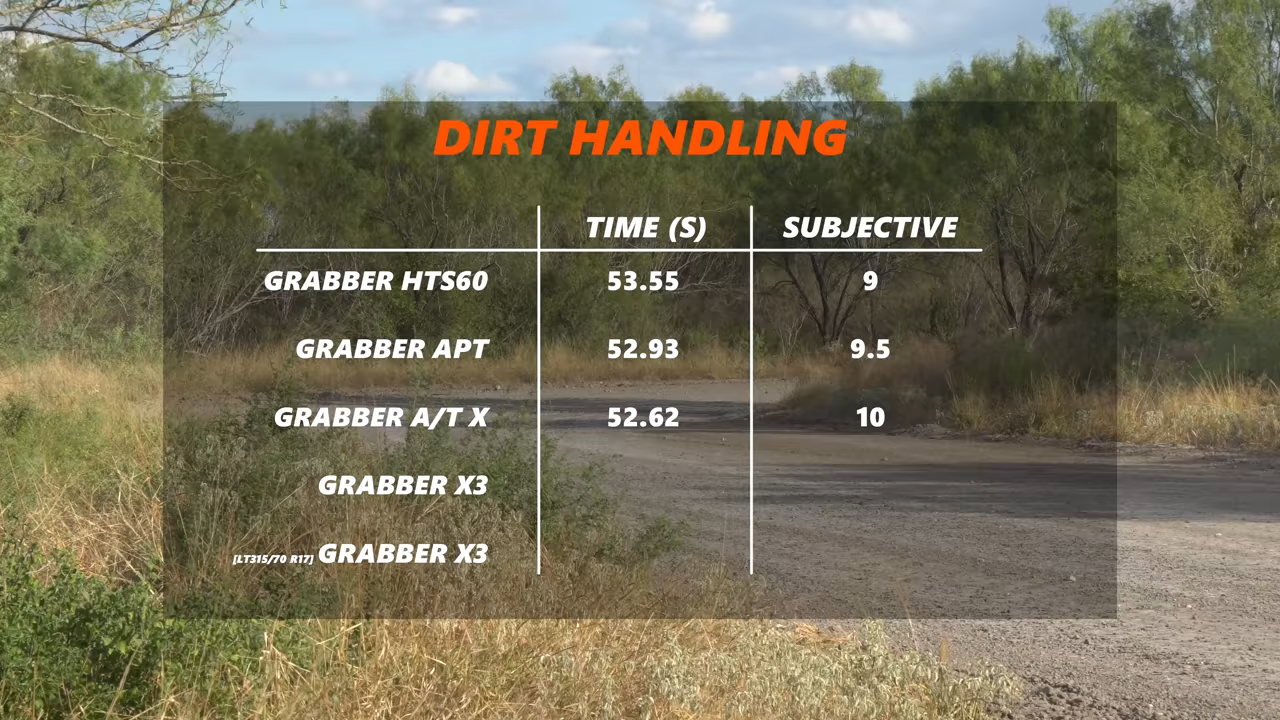 DIRT HANDLING
TIME (S) SUBJECTIVE
GRABBER HTS60 53.55 9
GRABBER APT 52.93 9.5
GRABBER A/T X 52.62 10
GRABBER X3
[LT315/70 R17] GRABBER X3